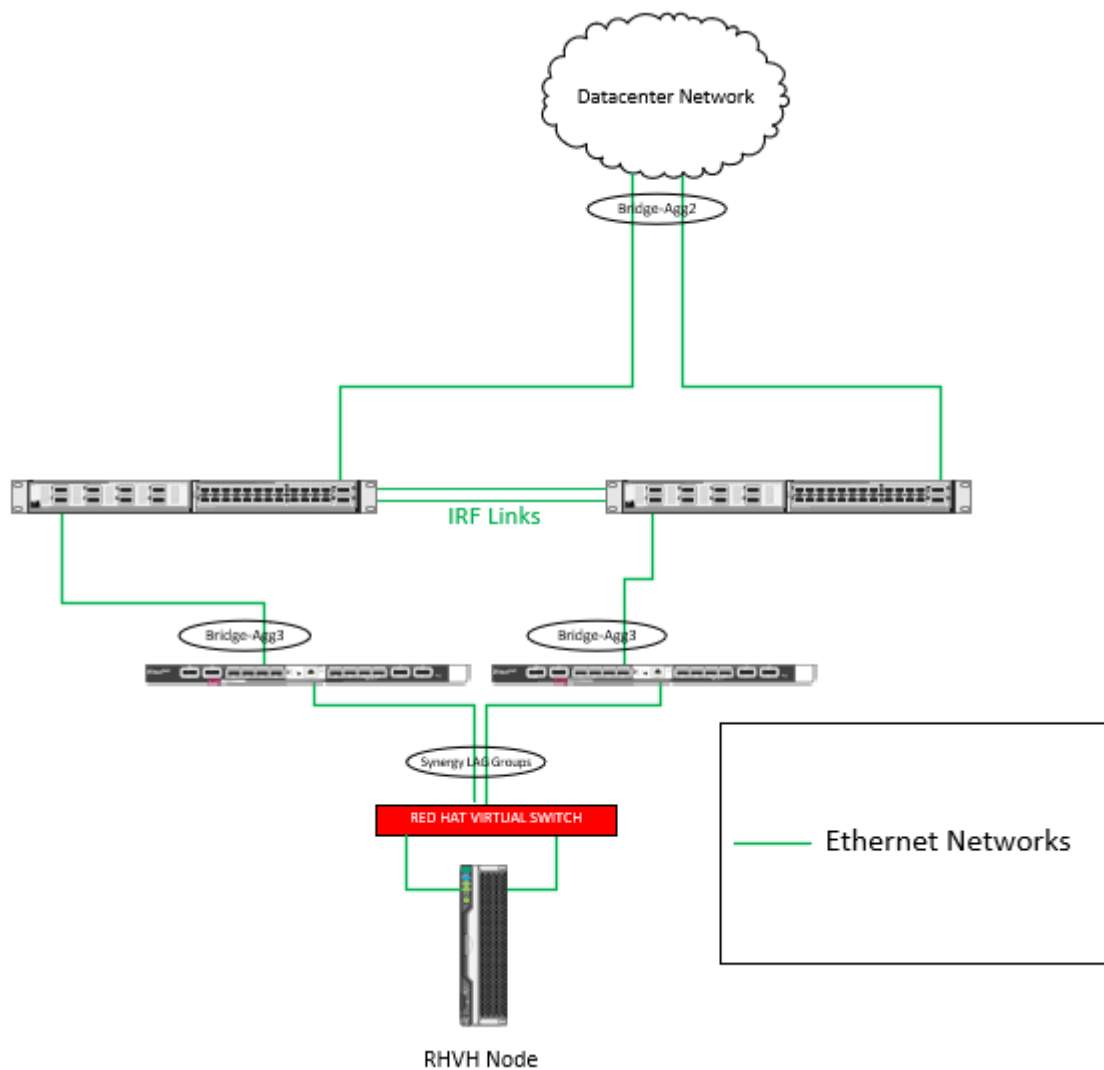 Datacenter Network
Bridge-Agg2
IRF Links
Bridge-Agg3
Bridge-Agg3
Synergy LAG Groups
RED HAT VIRTUAL SWITCH
Ethernet Networks
RHVH Node